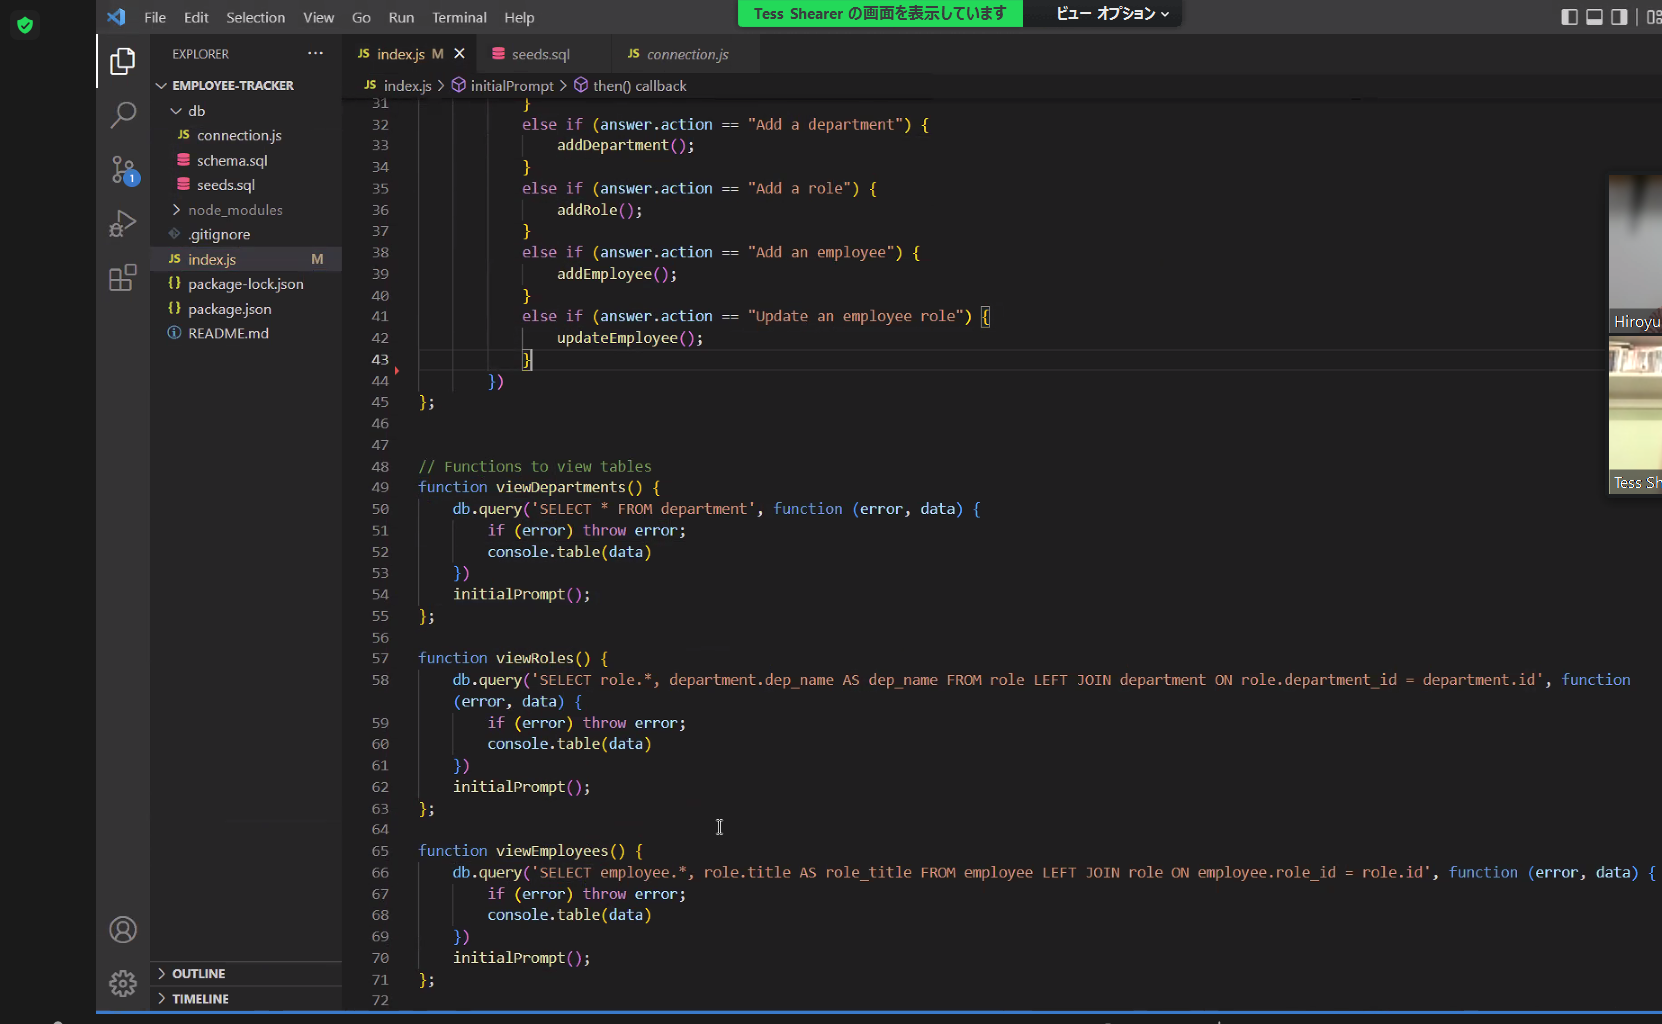 File Edit Selection View Go Run Terminal Help
Tess Shearer の画面を表示しています
ビュー オプション
EXPLORER
EMPLOYEE-TRACKER
db
JS connection.js
schema.sql
seeds.sql
node_modules
.gitignore
JS index.js M
{} package-lock.json
{} package.json
README.md
OUTLINE
TIMELINE
1
JS index.js M
seeds.sql
JS connection.js
JS index.js > initialPrompt > then() callback
31 }
32 else if (answer.action == "Add a department") {
33 addDepartment();
34 }
35 else if (answer.action == "Add a role") {
36 addRole();
37 }
38 else if (answer.action == "Add an employee") {
39 addEmployee();
40 }
41 else if (answer.action == "Update an employee role") {
42 updateEmployee();
43 }
44 })
45 };
46
47
48 // Functions to view tables
49 function viewDepartments() {
50 db.query('SELECT * FROM department', function (error, data) {
51 if (error) throw error;
52 console.table(data)
53 })
54 initialPrompt();
55 };
56
57 function viewRoles() {
58 db.query('SELECT role.*, department.dep_name AS dep_name FROM role LEFT JOIN department ON role.department_id = department.id', function
(error, data) {
59 if (error) throw error;
60 console.table(data)
61 })
62 initialPrompt();
63 };
64
65 function viewEmployees() {
66 db.query('SELECT employee.*, role.title AS role_title FROM employee LEFT JOIN role ON employee.role_id = role.id', function (error, data) {
67 if (error) throw error;
68 console.table(data)
69 })
70 initialPrompt();
71 };
72
Hiroyu
Tess Sh